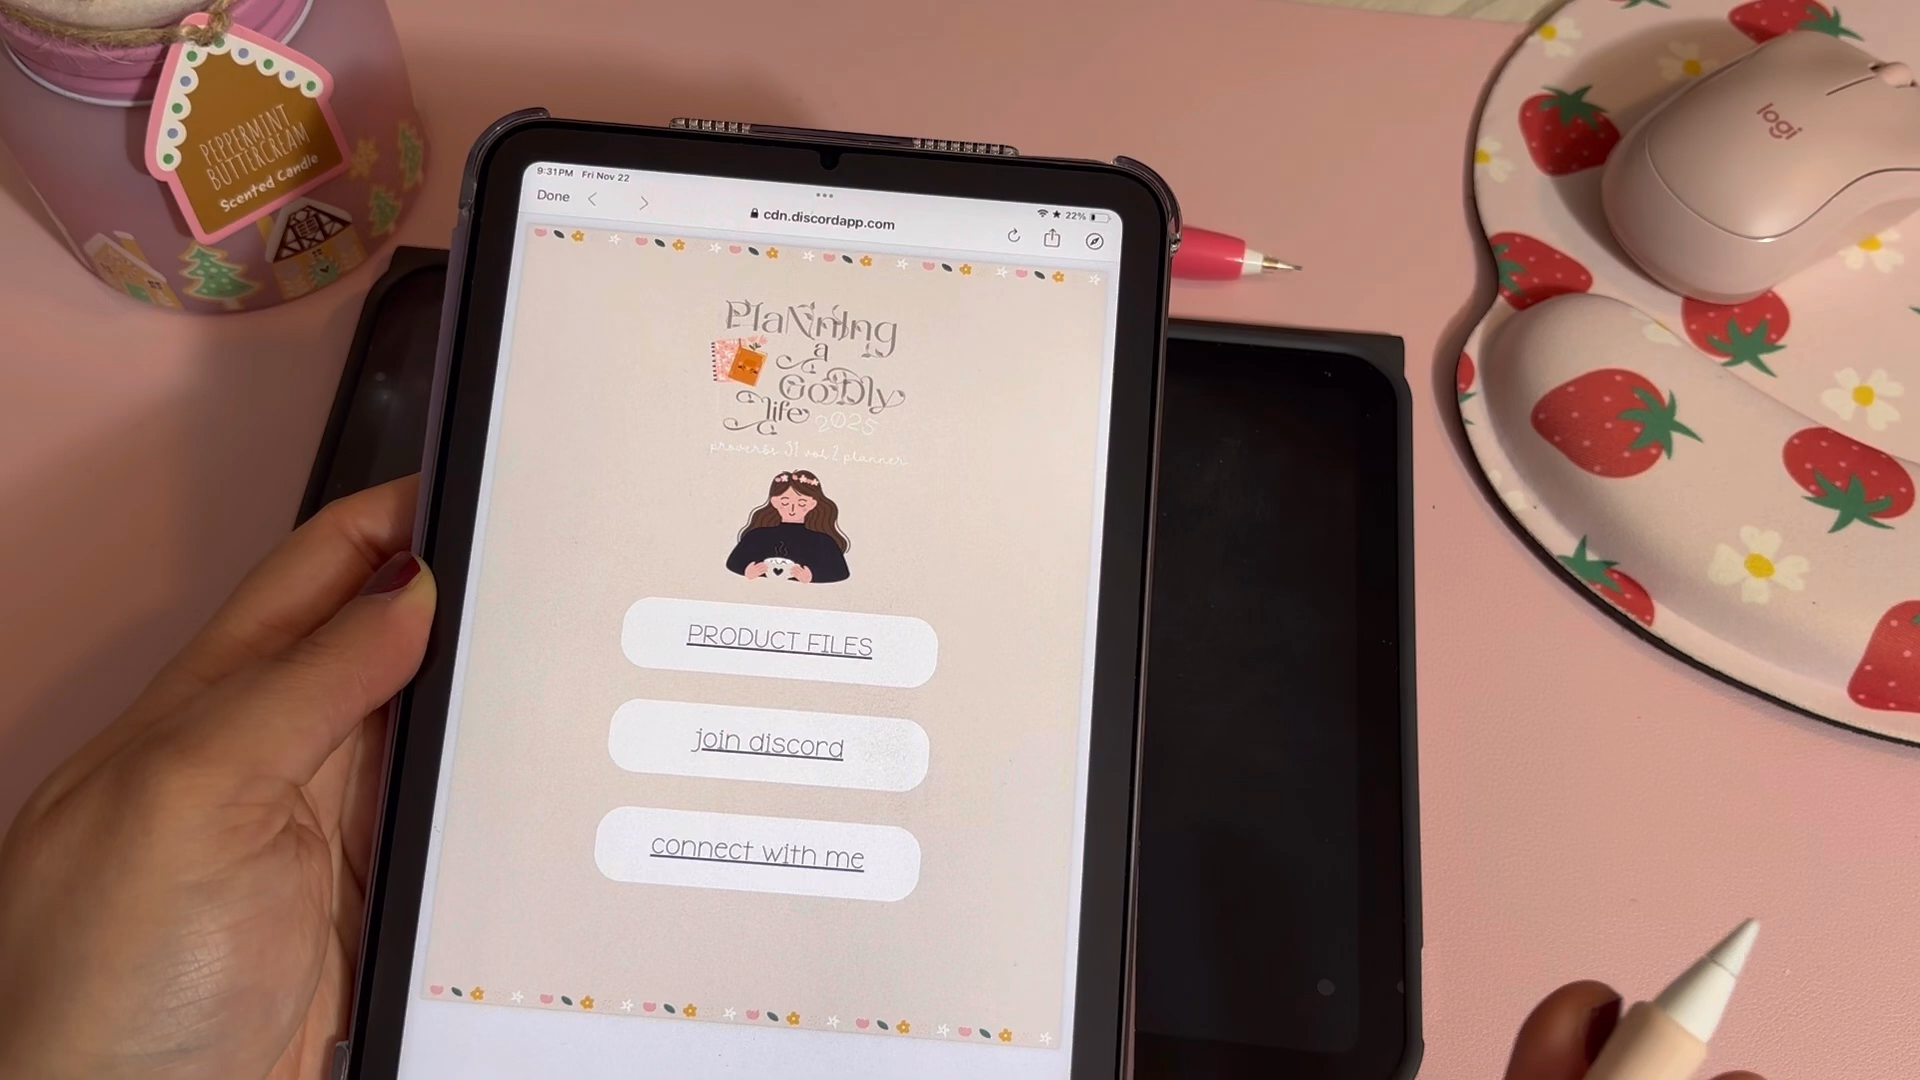 PEPPERMINT
BUTTERCREAM
Scented Candle
9:31 PM Fri Nov 22
22%
Done
cdn.discordapp.com
Planning
a
Godly
life 2025
proverbs 31 vol 2 planner
PRODUCT FILES
join discord
connect with me
logi